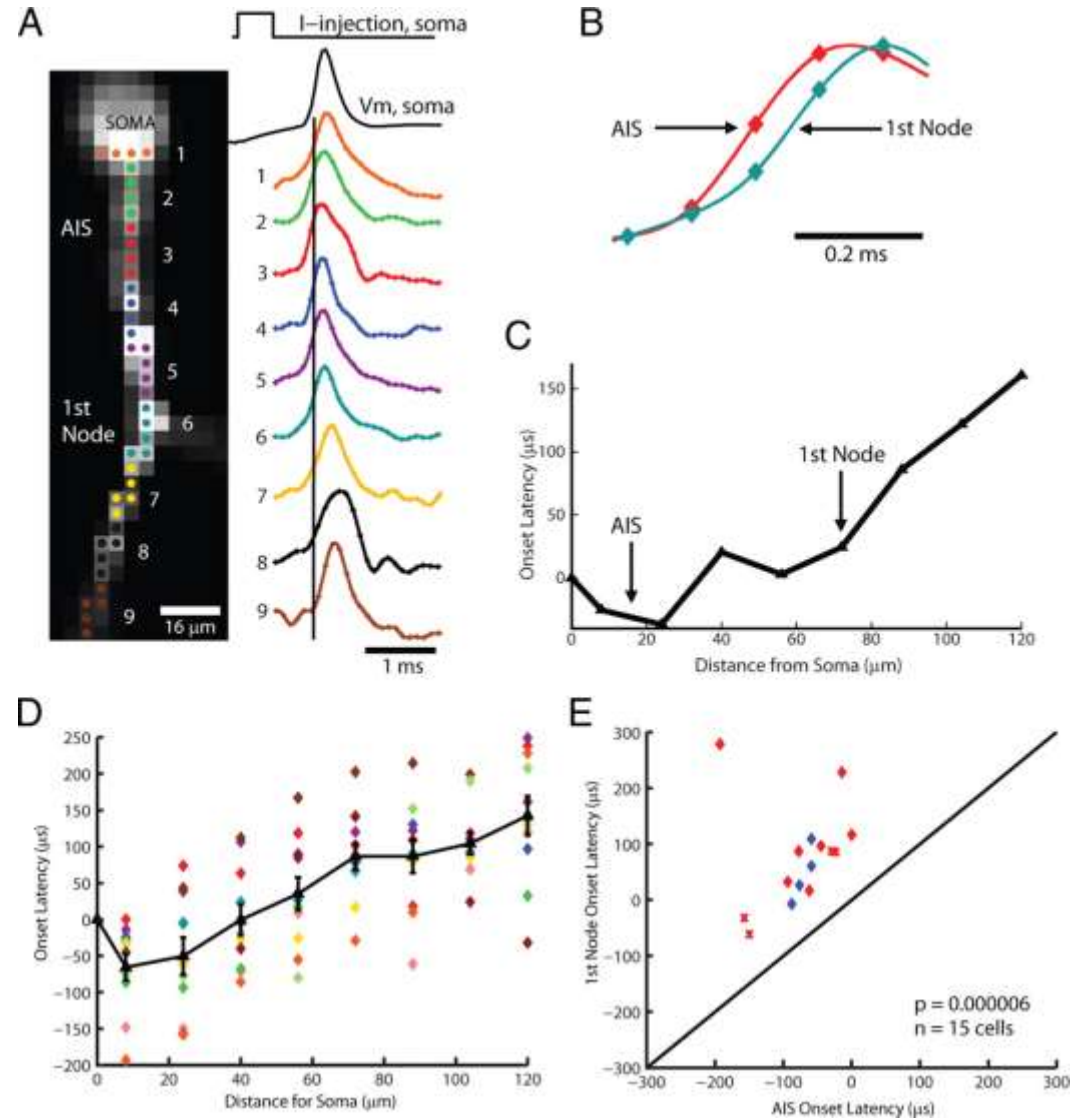 A
I-injection, soma
Vm, soma
SOMA
AIS
1st
Node
1
2
3
4
5
6
7
8
9
16 μm
1
2
3
4
5
6
7
8
9
1 ms
B
AIS
1st Node
0.2 ms
C
Onset Latency (μs)
150
100
50
0
AIS
1st Node
0 20 40 60 80 100 120
Distance from Soma (μm)
D
Onset Latency (μs)
250
200
150
100
50
0
−50
−100
−150
−200
0 20 40 60 80 100 120
Distance for Soma (μm)
E
1st Node Onset Latency (μs)
300
200
100
0
−100
−200
−300
p = 0.000006
n = 15 cells
−300 −200 −100 0 100 200 300
AIS Onset Latency (μs)